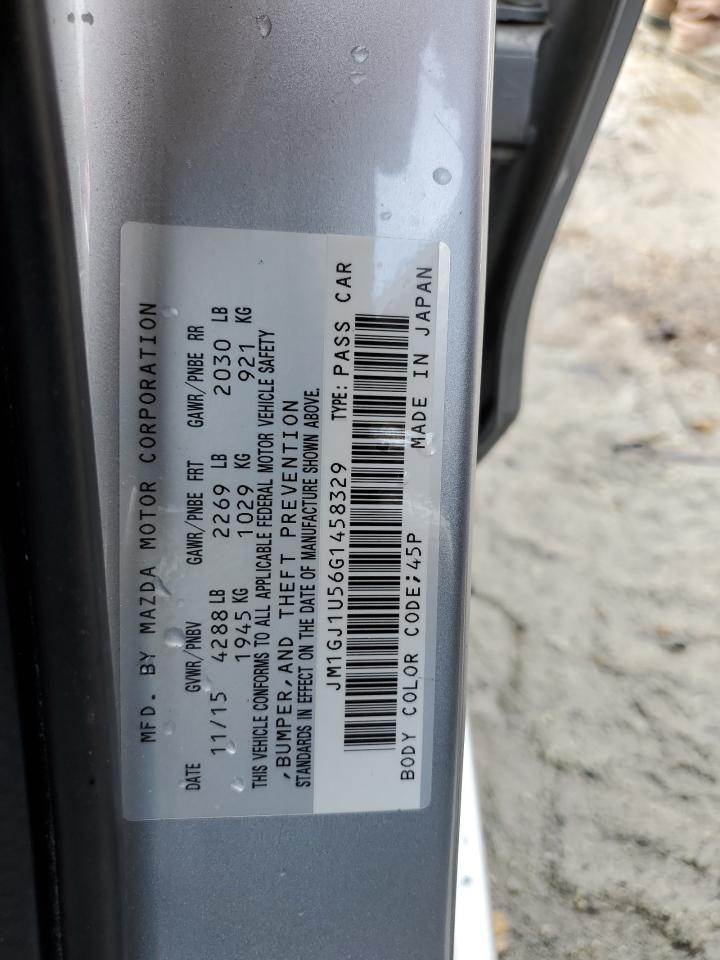 MFD. BY MAZDA MOTOR CORPORATION
DATE GVWR/PNBV GAWR/PNBE FRT GAWR/PNBE RR
11/15 4288 LB 2269 LB 2030 LB
1945 KG 1029 KG 921 KG
THIS VEHICLE CONFORMS TO ALL APPLICABLE FEDERAL MOTOR VEHICLE SAFETY
,BUMPER,AND THEFT PREVENTION
STANDARDS IN EFFECT ON THE DATE OF MANUFACTURE SHOWN ABOVE.
JM1GJ1U56G1458329 TYPE: PASS CAR
BODY COLOR CODE;45P MADE IN JAPAN